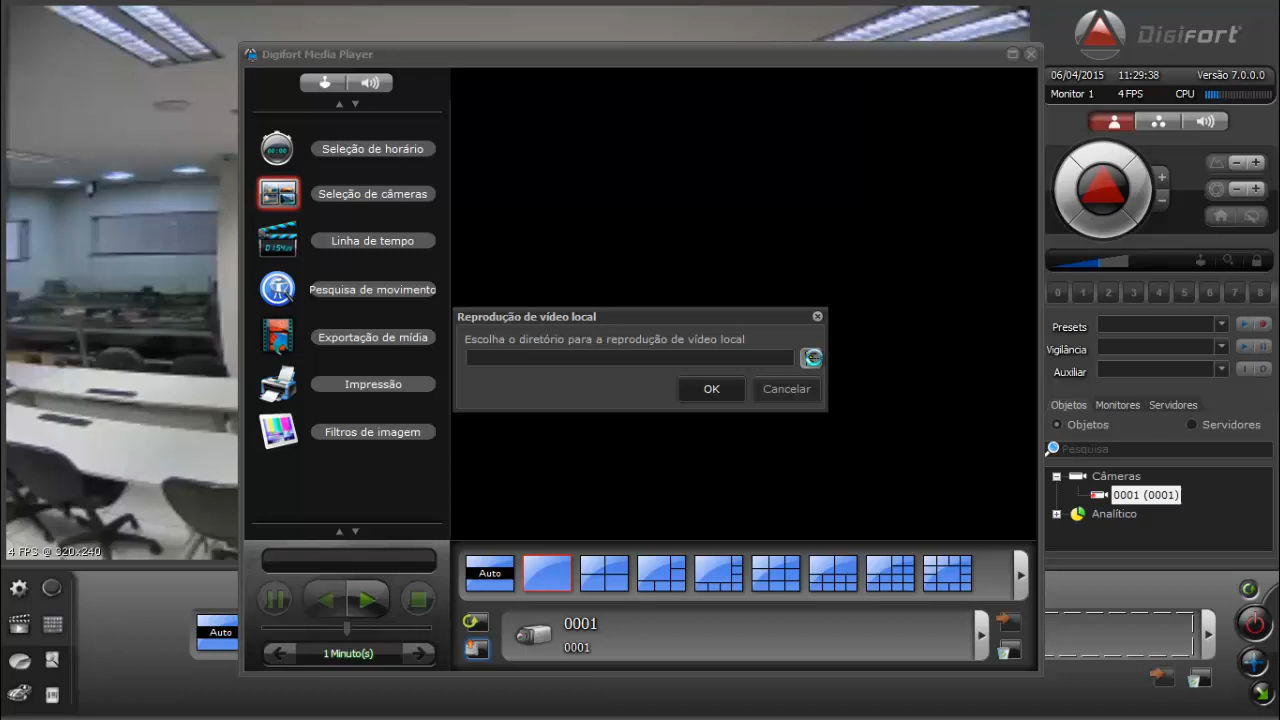 Digifort Media Player
Digifort
06/04/2015 11:29:38 Versão 7.0.0.0
Monitor 1 4 FPS CPU
00:00
Seleção de horário
Seleção de câmeras
Linha de tempo
Pesquisa de movimento
Exportação de mídia
Impressão
Filtros de imagem
Reprodução de vídeo local
Escolha o diretório para a reprodução de vídeo local
OK Cancelar
0 1 2 3 4 5 6 7 8
Presets
Vigilância
Auxiliar
Objetos Monitores Servidores
Objetos Servidores
Pesquisa
Câmeras
0001 (0001)
Analítico
4 FPS @ 320x240
Auto
Auto
0001
0001
1 Minuto(s)